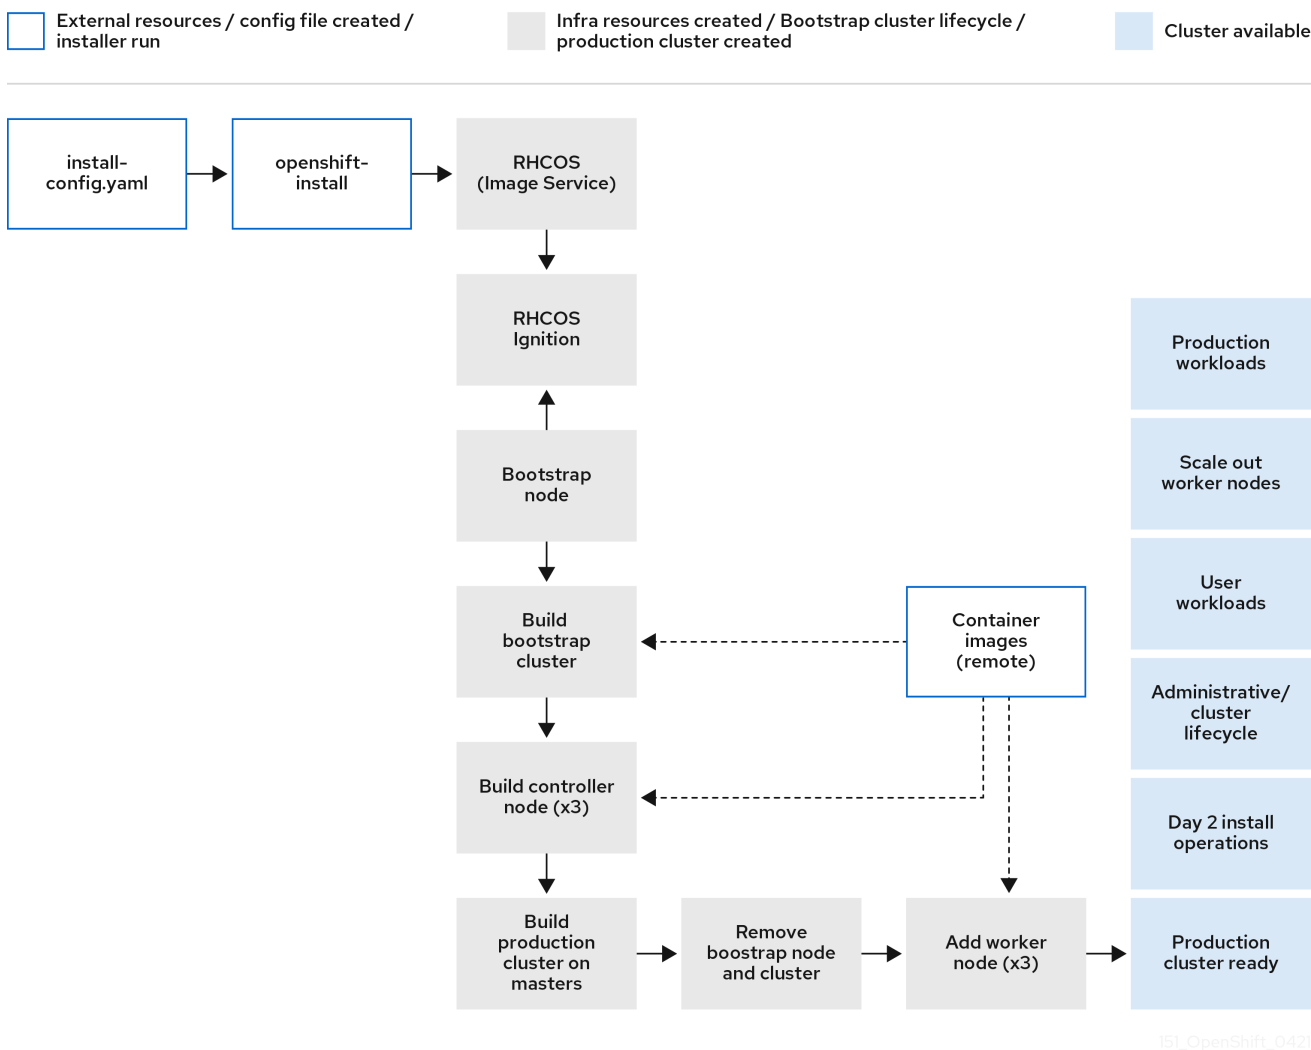 External resources / config file created /
installer run
Infra resources created / Bootstrap cluster lifecycle /
production cluster created
Cluster available
install-
config.yaml
openshift-
install
RHCOS
(Image Service)
RHCOS
Ignition
Bootstrap
node
Build
bootstrap
cluster
Container
images
(remote)
Build controller
node (x3)
Build
production
cluster on
masters
Remove
boostrap node
and cluster
Add worker
node (x3)
Production
workloads
Scale out
worker nodes
User
workloads
Administrative/
cluster
lifecycle
Day 2 install
operations
Production
cluster ready
151_OpenShift_0421